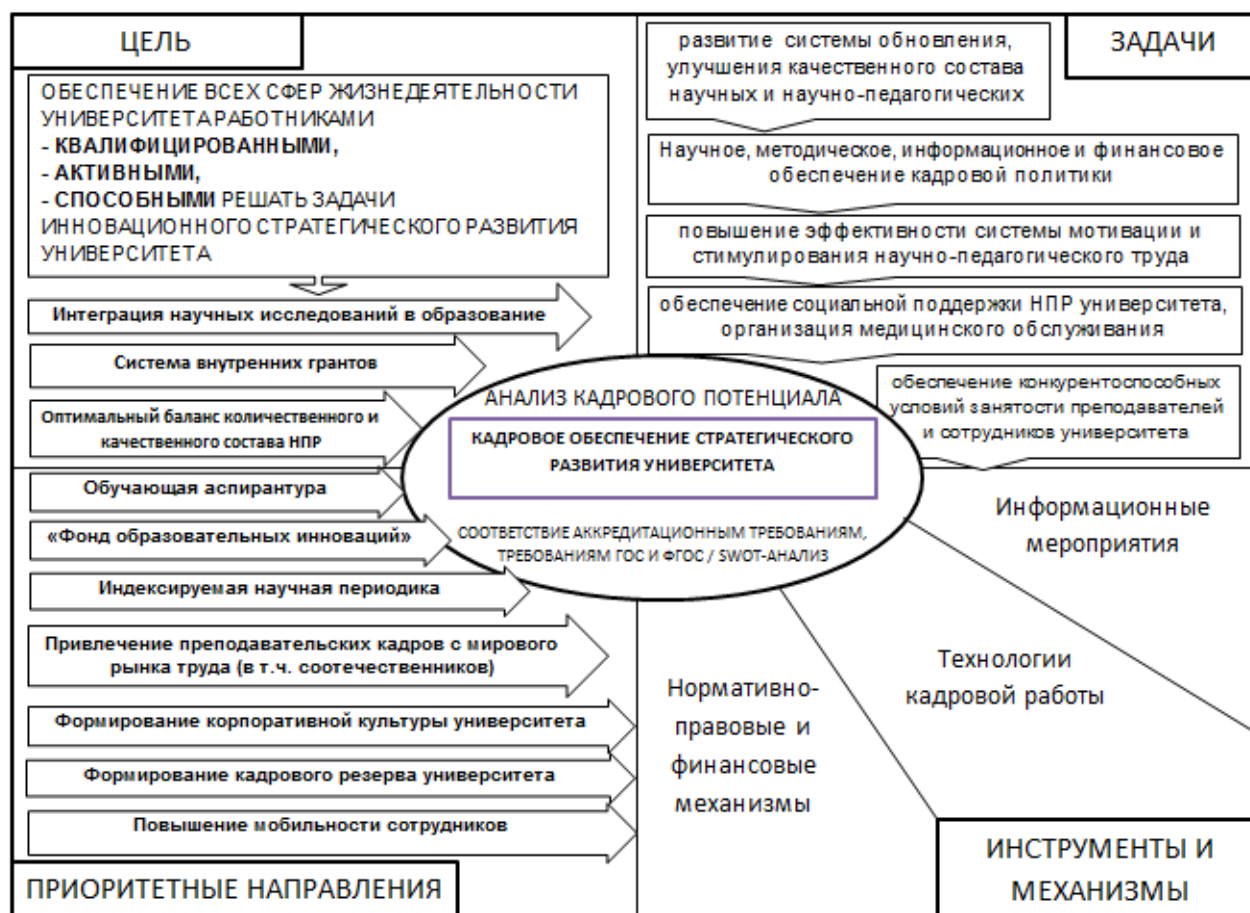 ЦЕЛЬ
ОБЕСПЕЧЕНИЕ ВСЕХ СФЕР ЖИЗНЕДЕЯТЕЛЬНОСТИ
УНИВЕРСИТЕТА РАБОТНИКАМИ
- КВАЛИФИЦИРОВАННЫМИ,
- АКТИВНЫМИ,
- СПОСОБНЫМИ РЕШАТЬ ЗАДАЧИ
ИННОВАЦИОННОГО СТРАТЕГИЧЕСКОГО РАЗВИТИЯ
УНИВЕРСИТЕТА
ЗАДАЧИ
развитие системы обновления,
улучшения качественного состава
научных и научно-педагогических
Научное, методическое, информационное и финансовое
обеспечение кадровой политики
повышение эффективности системы мотивации и
стимулирования научно-педагогического труда
обеспечение социальной поддержки НПР университета,
организация медицинского обслуживания
обеспечение конкурентоспособных
условий занятости преподавателей
и сотрудников университета
Интеграция научных исследований в образование
Система внутренних грантов
Оптимальный баланс количественного и
качественного состава НПР
Обучающая аспирантура
«Фонд образовательных инноваций»
Индексируемая научная периодика
Привлечение преподавательских кадров с мирового
рынка труда (в т.ч. соотечественников)
Формирование корпоративной культуры университета
Формирование кадрового резерва университета
Повышение мобильности сотрудников
ПРИОРИТЕТНЫЕ НАПРАВЛЕНИЯ
АНАЛИЗ КАДРОВОГО ПОТЕНЦИАЛА
КАДРОВОЕ ОБЕСПЕЧЕНИЕ СТРАТЕГИЧЕСКОГО
РАЗВИТИЯ УНИВЕРСИТЕТА
СООТВЕТСТВИЕ АККРЕДИТАЦИОННЫМ ТРЕБОВАНИЯМ,
ТРЕБОВАНИЯМ ГОС И ФГОС / SWOT-АНАЛИЗ
Информационные
мероприятия
Технологии
кадровой работы
Нормативно-
правовые и
финансовые
механизмы
ИНСТРУМЕНТЫ И
МЕХАНИЗМЫ